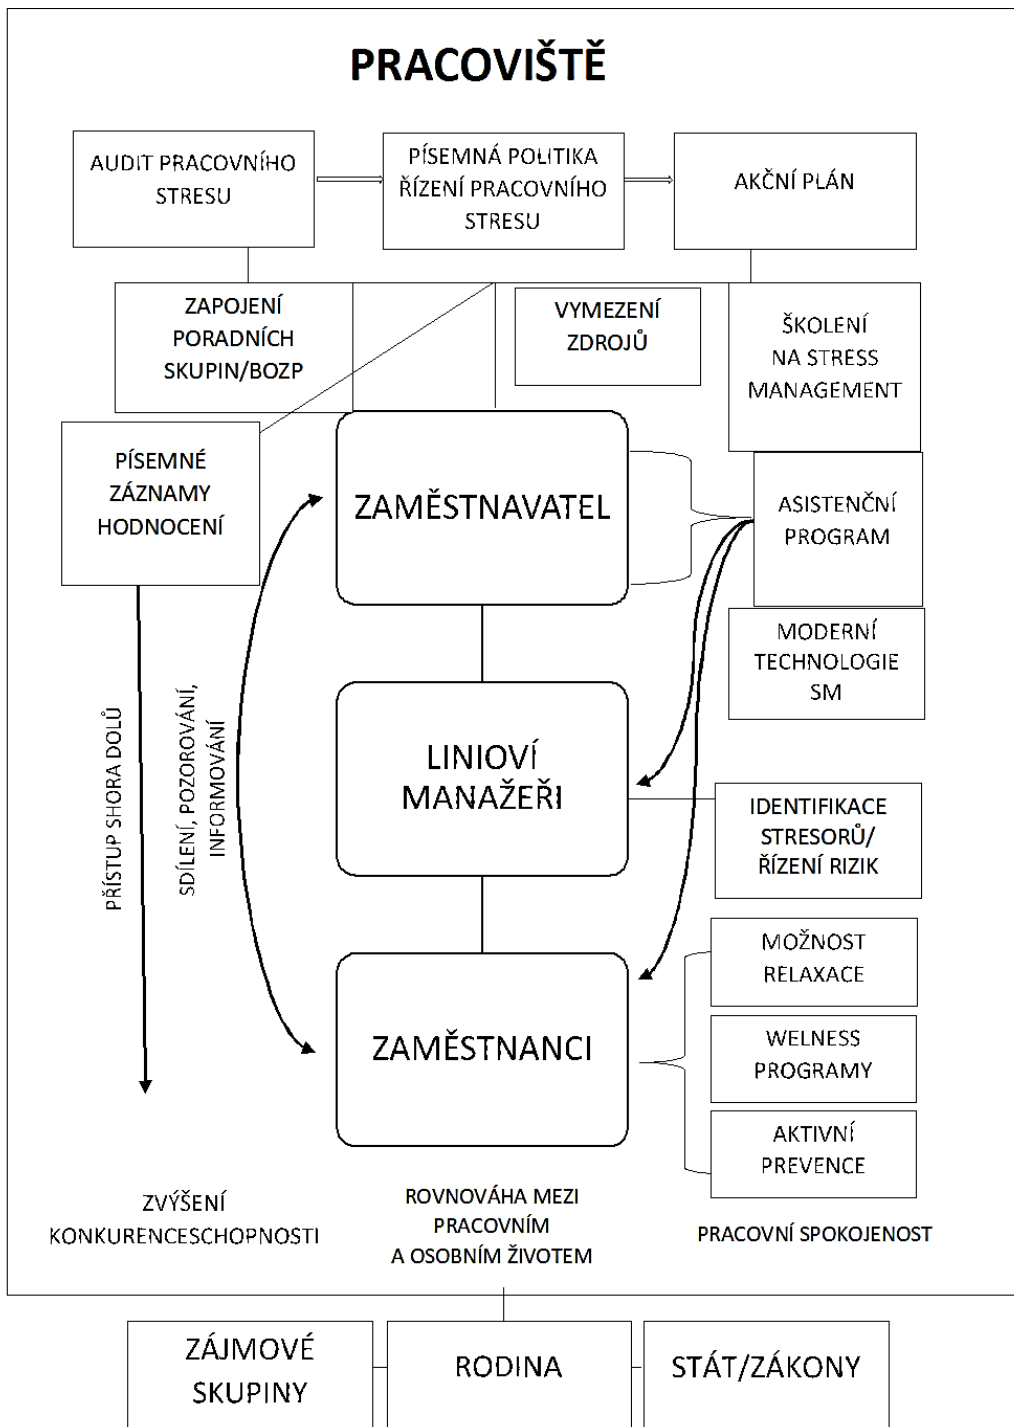 PRACOVIŠTĚ
AUDIT PRACOVNÍHO
STRESU
PÍSEMNÁ POLITIKA
ŘÍZENÍ PRACOVNÍHO
STRESU
AKČNÍ PLÁN
ZAPOJENÍ
PORADNÍCH
SKUPIN/BOZP
VYMEZENÍ
ZDROJŮ
ŠKOLENÍ
NA STRESS
MANAGEMENT
PÍSEMNÉ
ZÁZNAMY
HODNOCENÍ
ZAMĚSTNAVATEL
ASISTENČNÍ
PROGRAM
MODERNÍ
TECHNOLOGIE
SM
PŘÍSTUP SHORA DOLŮ
SDÍLENÍ, POZOROVÁNÍ,
INFORMOVÁNÍ
LINIOVÍ
MANAŽEŘI
IDENTIFIKACE
STRESORŮ/
ŘÍZENÍ RIZIK
MOŽNOST
RELAXACE
ZAMĚSTNANCI
WELNESS
PROGRAMY
AKTIVNÍ
PREVENCE
ZVÝŠENÍ
KONKURENCESCHOPNOSTI
ROVNOVÁHA MEZI
PRACOVNÍM
A OSOBNÍM ŽIVOTEM
PRACOVNÍ SPOKOJENOST
ZÁJMOVÉ
SKUPINY
RODINA
STÁT/ZÁKONY